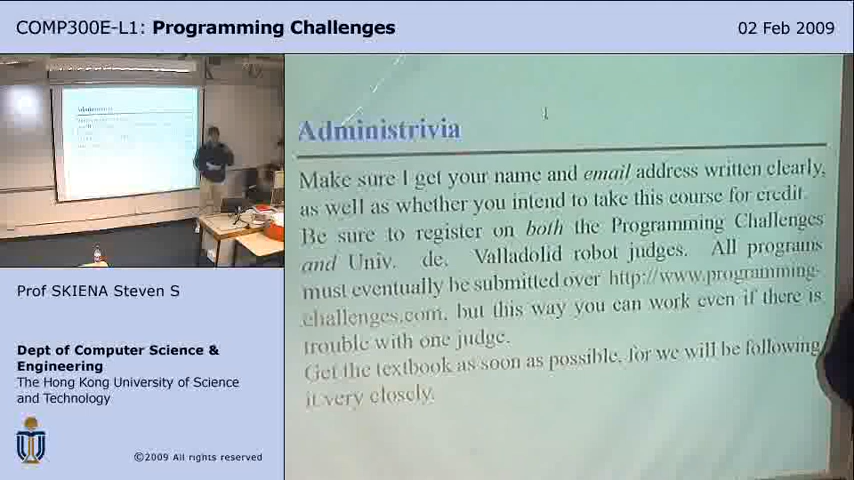 COMP300E-L1: Programming Challenges
02 Feb 2009
Administrivia
Make sure I get your name and email address written clearly,
as well as whether you intend to take this course for credit.
Be sure to register on both the Programming Challenges
and Univ. de. Valladolid robot judges. All programs
must eventually be submitted over http://www.programming-
challenges.com, but this way you can work even if there is
trouble with one judge.
Get the textbook as soon as possible, for we will be following
it very closely.
Prof SKIENA Steven S
Dept of Computer Science &
Engineering
The Hong Kong University of Science
and Technology
©2009 All rights reserved